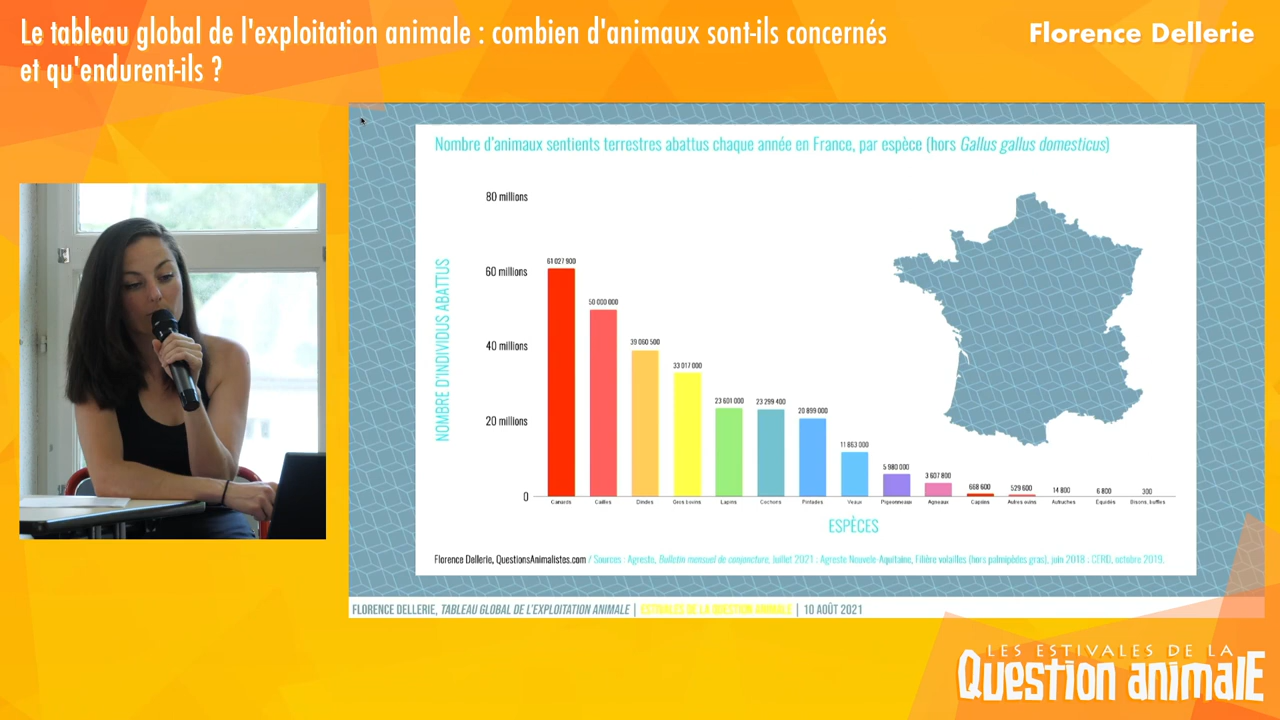 Le tableau global de l'exploitation animale : combien d'animaux sont-ils concernés
et qu'endurent-ils ?
Florence Dellerie
Nombre d'animaux sentients terrestres abattus chaque année en France, par espèce (hors Gallus gallus domesticus)
NOMBRE D'INDIVIDUS ABATTUS
80 millions
60 millions
40 millions
20 millions
0
61 027 900
50 000 000
39 060 500
33 017 000
23 601 000
23 299 400
20 899 000
11 863 000
5 980 000
3 607 800
668 600
529 600
14 800
6 800
300
Canards
Cailles
Dindes
Gros bovins
Lapins
Cochons
Pintades
Veaux
Pigeonneaux
Agneaux
Caprins
Autres ovins
Autruches
Equidés
Bisons, buffles
ESPÈCES
Florence Dellerie, QuestionsAnimalistes.com / Sources : Agreste, Bulletin mensuel de conjoncture, juillet 2021 ; Agreste Nouvelle-Aquitaine, Filière volailles (hors palmipèdes gras), juin 2018 ; CERD, octobre 2019.
FLORENCE DELLERIE, TABLEAU GLOBAL DE L'EXPLOITATION ANIMALE | ESTIVALES DE LA QUESTION ANIMALE | 10 AOÛT 2021
LES ESTIVALES DE LA
QUESTION ANIMALE